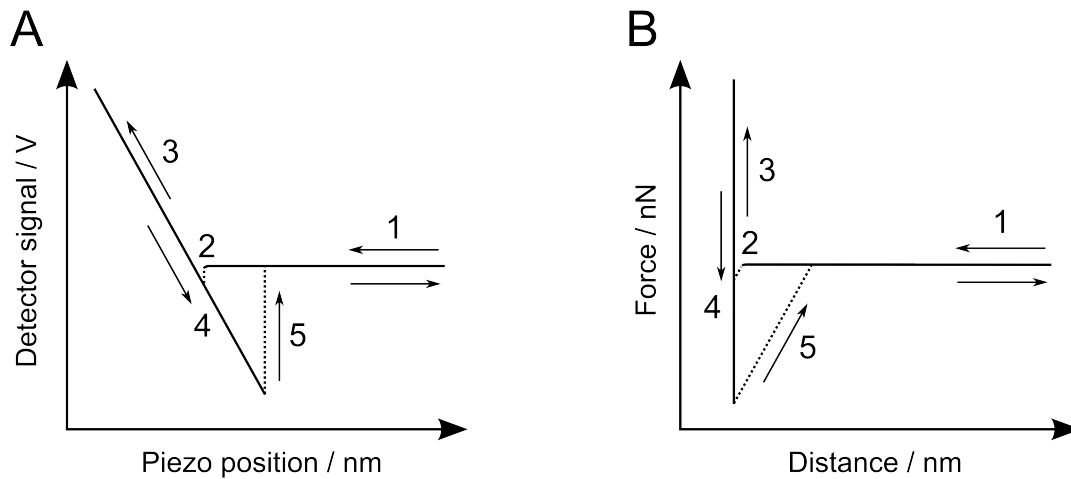 A
Detector signal / V
3
2
1
4
5
Piezo position / nm
B
Force / nN
3
2
1
4
5
Distance / nm